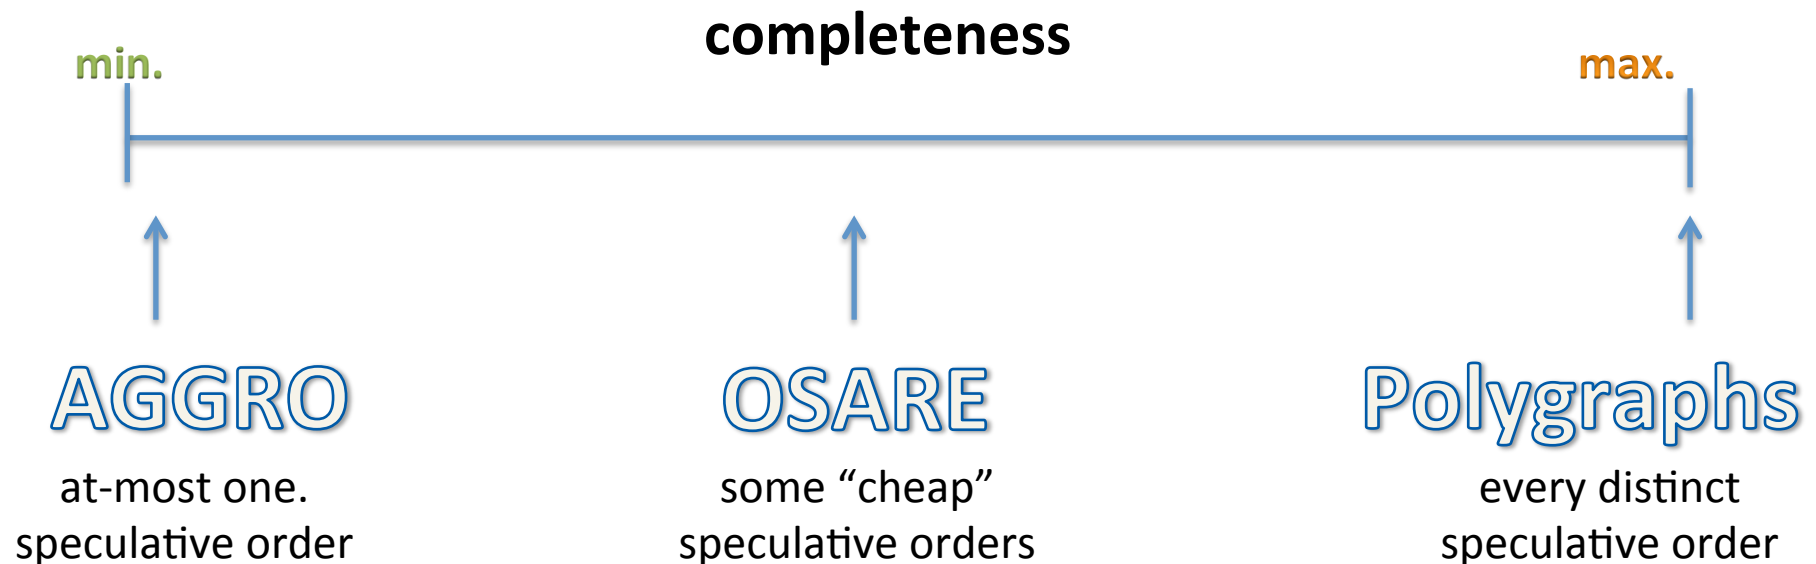 completeness
min.
max.
AGGRO
at-most one.
speculative order
OSARE
some “cheap”
speculative orders
Polygraphs
every distinct
speculative order